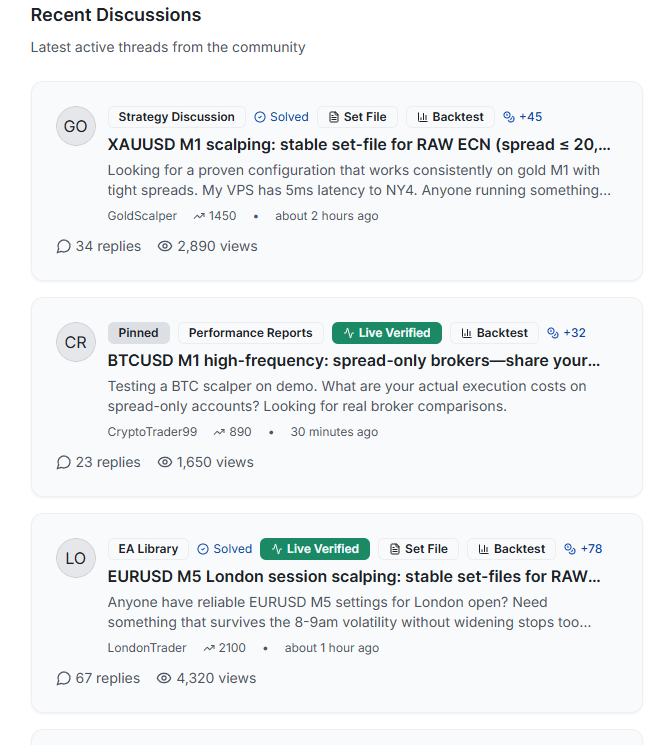 Recent Discussions
Latest active threads from the community
GO Strategy Discussion Solved Set File Backtest +45
XAUUSD M1 scalping: stable set-file for RAW ECN (spread ≤ 20,...
Looking for a proven configuration that works consistently on gold M1 with
tight spreads. My VPS has 5ms latency to NY4. Anyone running something...
GoldScalper 1450 • about 2 hours ago
34 replies 2,890 views
CR Pinned Performance Reports Live Verified Backtest +32
BTCUSD M1 high-frequency: spread-only brokers—share your...
Testing a BTC scalper on demo. What are your actual execution costs on
spread-only accounts? Looking for real broker comparisons.
CryptoTrader99 890 • 30 minutes ago
23 replies 1,650 views
LO EA Library Solved Live Verified Set File Backtest +78
EURUSD M5 London session scalping: stable set-files for RAW...
Anyone have reliable EURUSD M5 settings for London open? Need
something that survives the 8-9am volatility without widening stops too...
LondonTrader 2100 • about 1 hour ago
67 replies 4,320 views